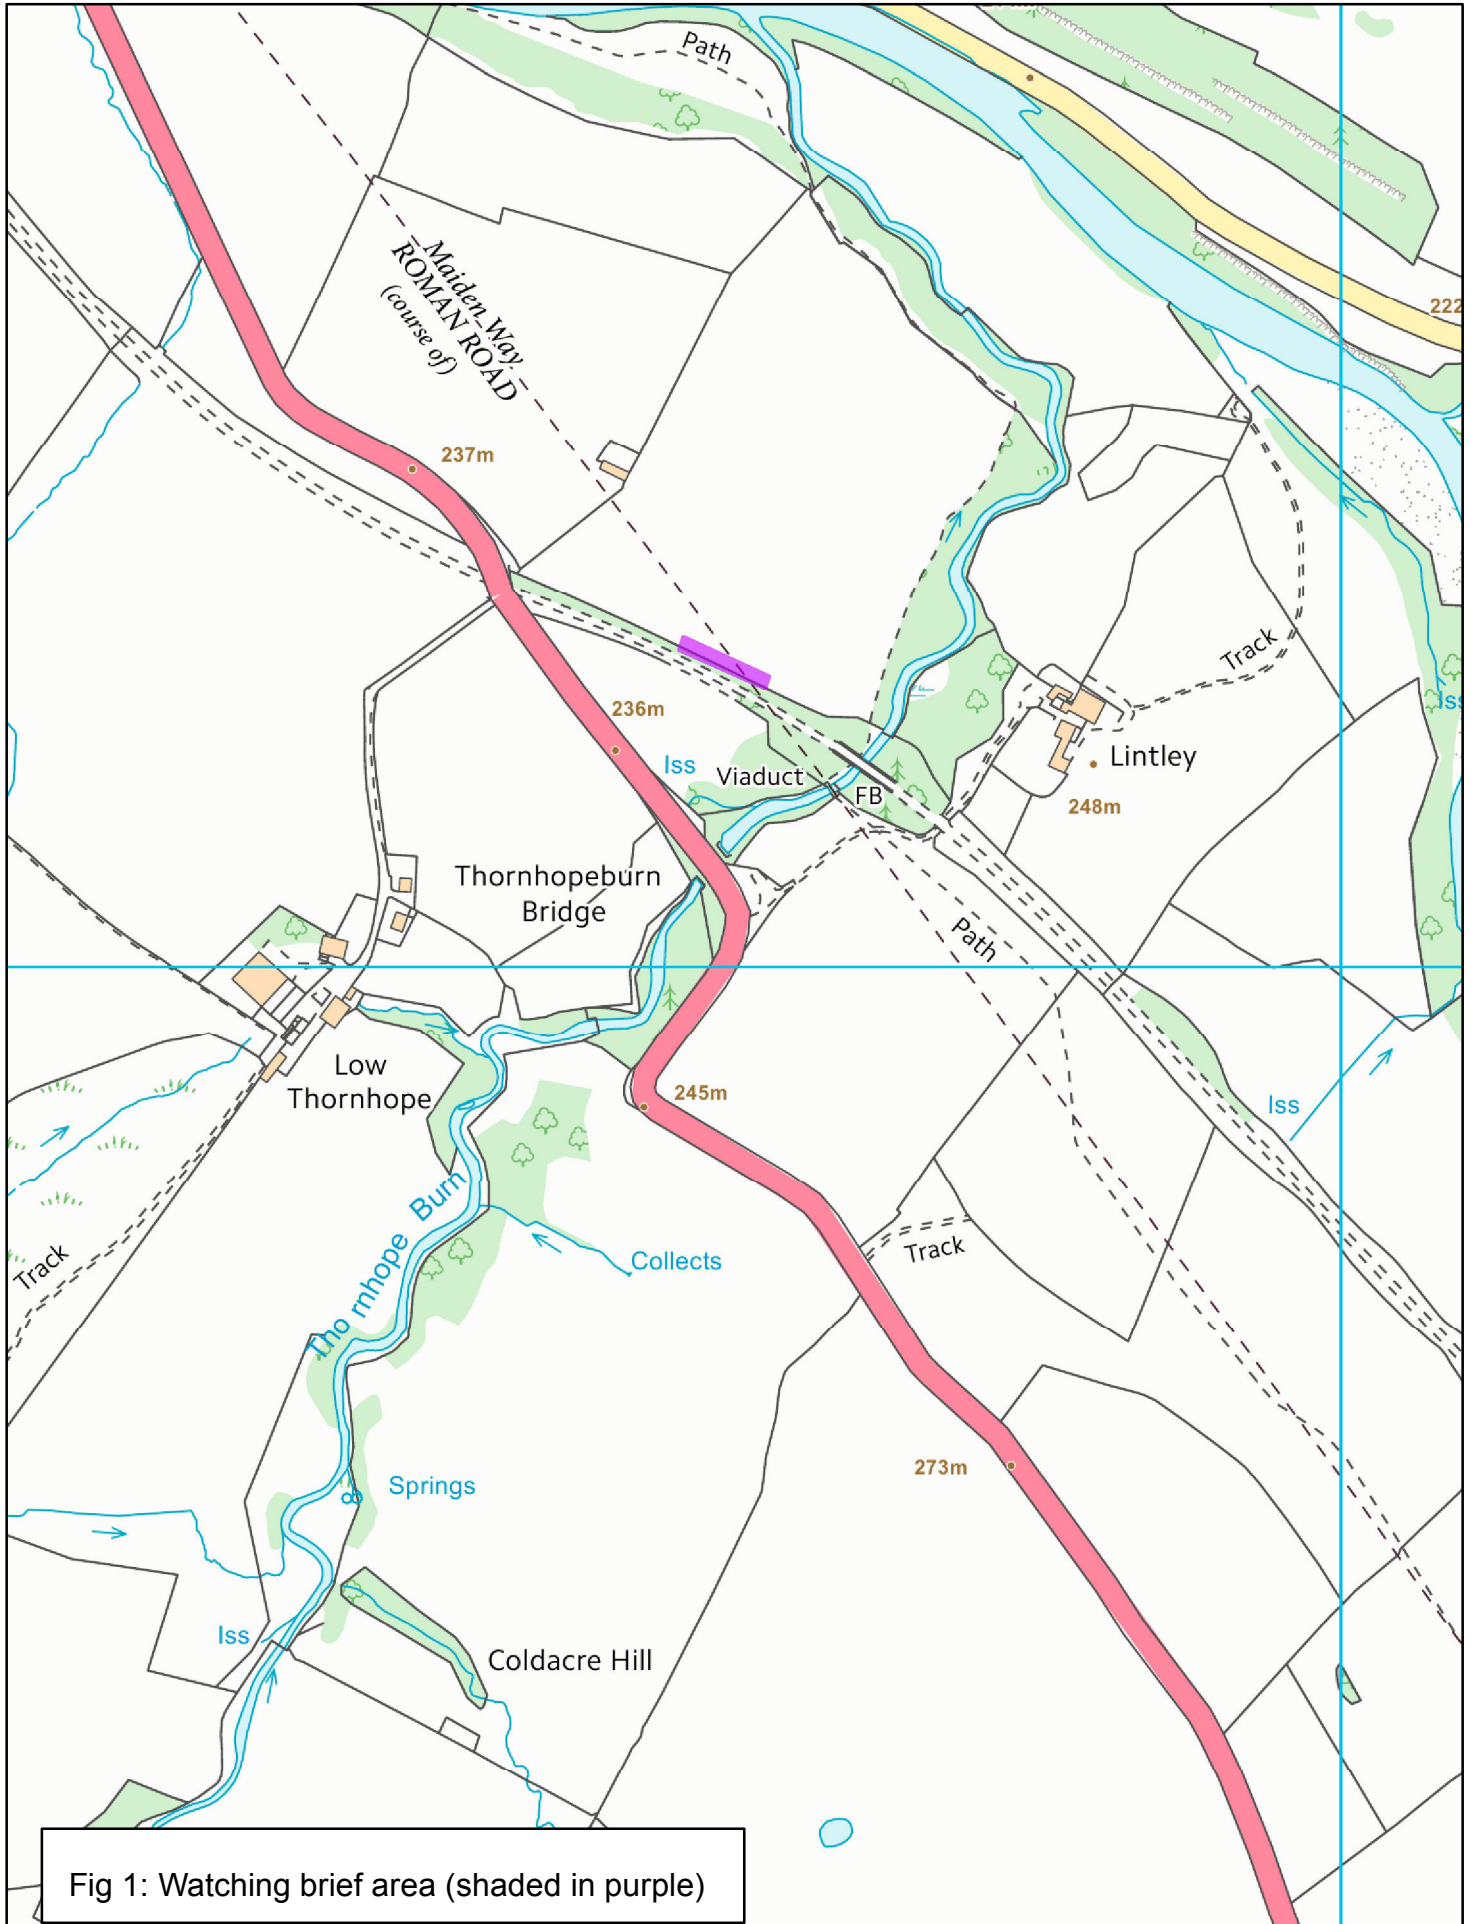 Path
222
Maiden Way
ROMAN ROAD
(course of)
237m
Track
Iss
236m
Iss
Viaduct
Lintley
FB
248m
Thornhopeburn
Bridge
Path
Low
Thornhope
245m
Iss
Thornhope Burn
Track
Collects
Track
273m
Springs
Iss
Coldacre Hill
Fig 1: Watching brief area (shaded in purple)